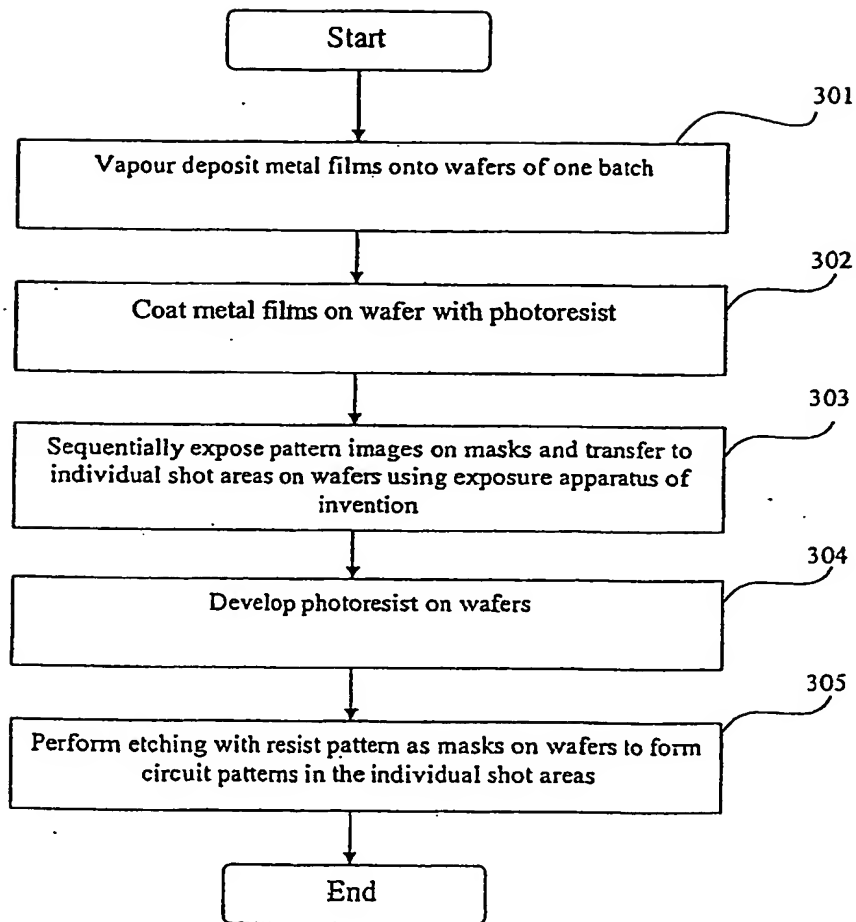 Start
301
Vapour deposit metal films onto wafers of one batch
302
Coat metal films on wafer with photoresist
303
Sequentially expose pattern images on masks and transfer to
individual shot areas on wafers using exposure apparatus of
invention
304
Develop photoresist on wafers
305
Perform etching with resist pattern as masks on wafers to form
circuit patterns in the individual shot areas
End